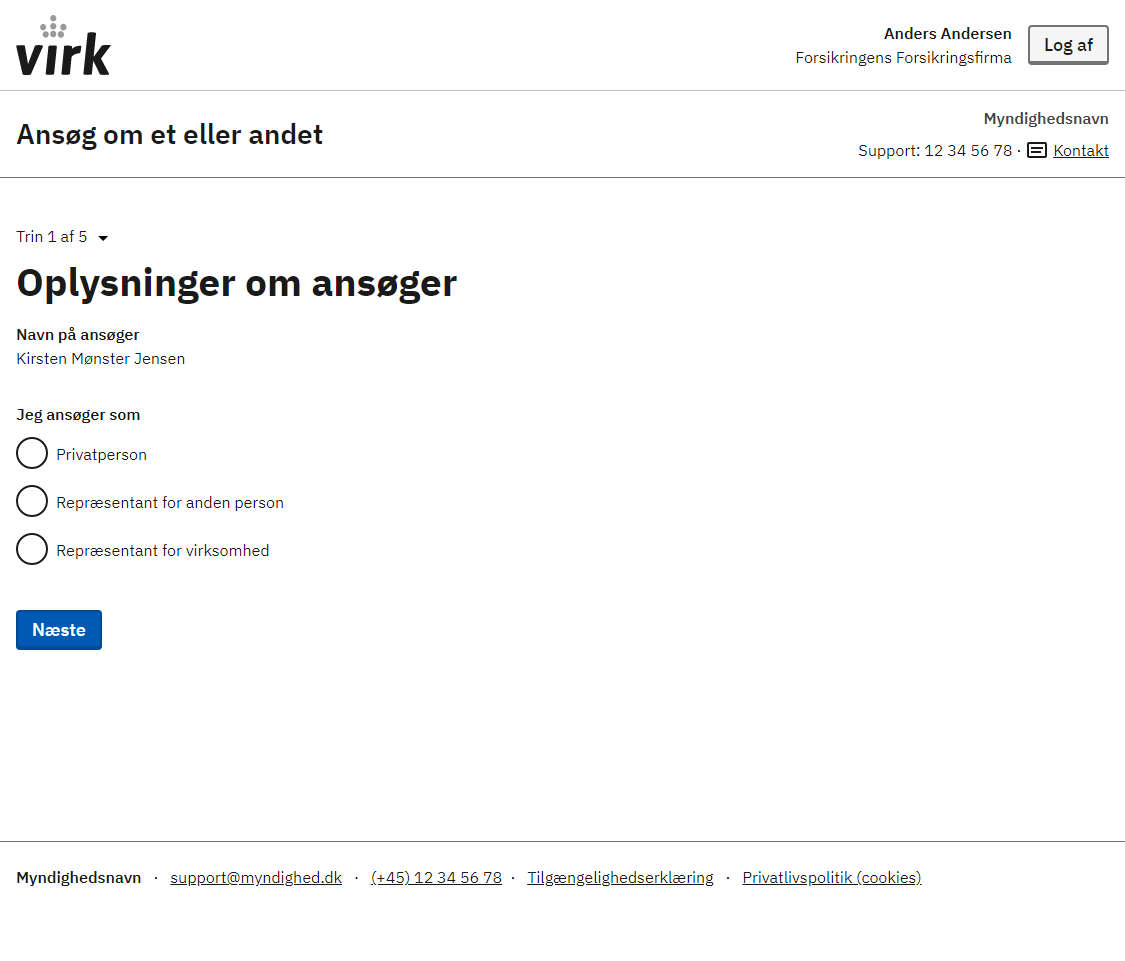 virk
Anders Andersen
Forsikringens Forsikringsfirma
Log af
Ansøg om et eller andet
Myndighedsnavn
Support: 12 34 56 78 · Kontakt
Trin 1 af 5
Oplysninger om ansøger
Navn på ansøger
Kirsten Mønster Jensen
Jeg ansøger som
Privatperson
Repræsentant for anden person
Repræsentant for virksomhed
Næste
Myndighedsnavn · support@myndighed.dk · (+45) 12 34 56 78 · Tilgængelighedserklæring · Privatlivspolitik (cookies)